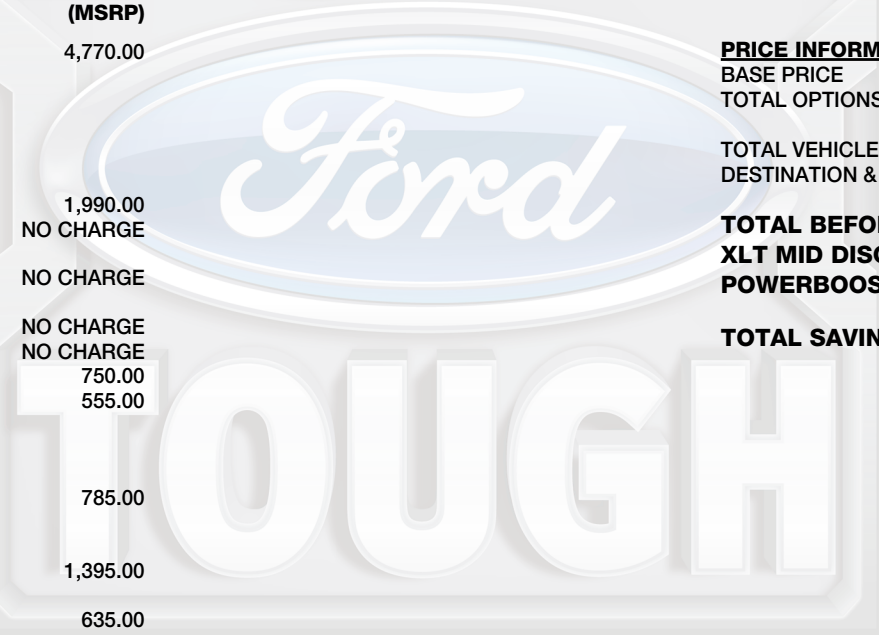 (MSRP)
4,770.00
1,990.00
NO CHARGE
NO CHARGE
NO CHARGE
NO CHARGE
750.00
555.00
785.00
1,395.00
635.00
PRICE INFORM
BASE PRICE
TOTAL OPTIONS
TOTAL VEHICLE
DESTINATION &
TOTAL BEFO
XLT MID DISC
POWERBOOS
TOTAL SAVIN
Ford
TOUGH